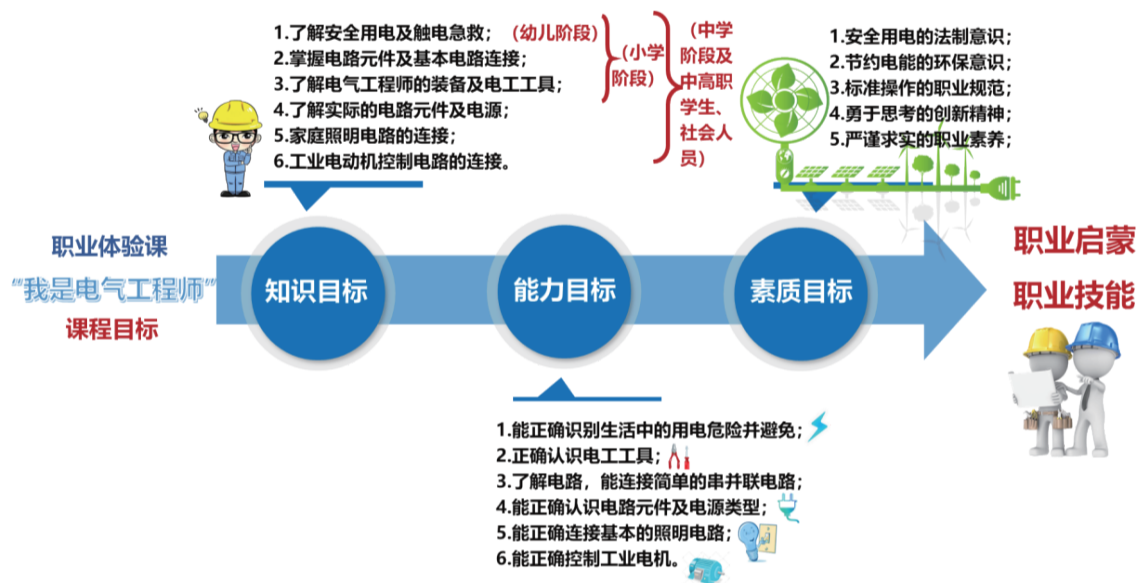 1.了解安全用电及触电急救；（幼儿阶段）
2.掌握电路元件及基本电路连接；
3.了解电气工程师的装备及电工工具；
4.了解实际的电路元件及电源；
5.家庭照明电路的连接；
6.工业电动机控制电路的连接。
（小学
阶段）
（中学
阶段及
中高职
学生、
社会人
员）
1.安全用电的法制意识；
2.节约电能的环保意识；
3.标准操作的职业规范；
4.勇于思考的创新精神；
5.严谨求实的职业素养；
职业体验课
“我是电气工程师”
课程目标
知识目标
能力目标
素质目标
职业启蒙
职业技能
1.能正确识别生活中的用电危险并避免；
2.正确认识电工工具；
3.了解电路，能连接简单的串并联电路；
4.能正确认识电路元件及电源类型；
5.能正确连接基本的照明电路；
6.能正确控制工业电机。